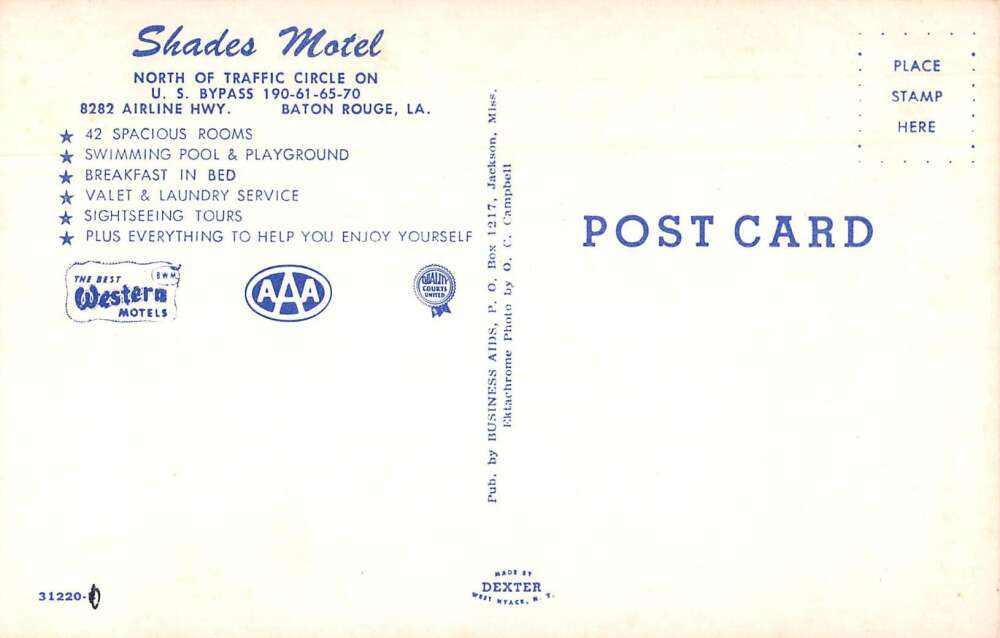 Shades Motel
NORTH OF TRAFFIC CIRCLE ON
U. S. BYPASS 190-61-65-70
8282 AIRLINE HWY. BATON ROUGE, LA.
★ 42 SPACIOUS ROOMS
★ SWIMMING POOL & PLAYGROUND
★ BREAKFAST IN BED
★ VALET & LAUNDRY SERVICE
★ SIGHTSEEING TOURS
★ PLUS EVERYTHING TO HELP YOU ENJOY YOURSELF
THE BEST
BWM
Western
MOTELS
AAA
QUALITY
COURTS
UNITED
31220-
Pub. by BUSINESS AIDS, P. O. Box 1217, Jackson, Miss.
Ektachrome Photo by O. C. Campbell
MADE BY
DEXTER
WEST NYACK, N. Y.
PLACE
STAMP
HERE
POST CARD